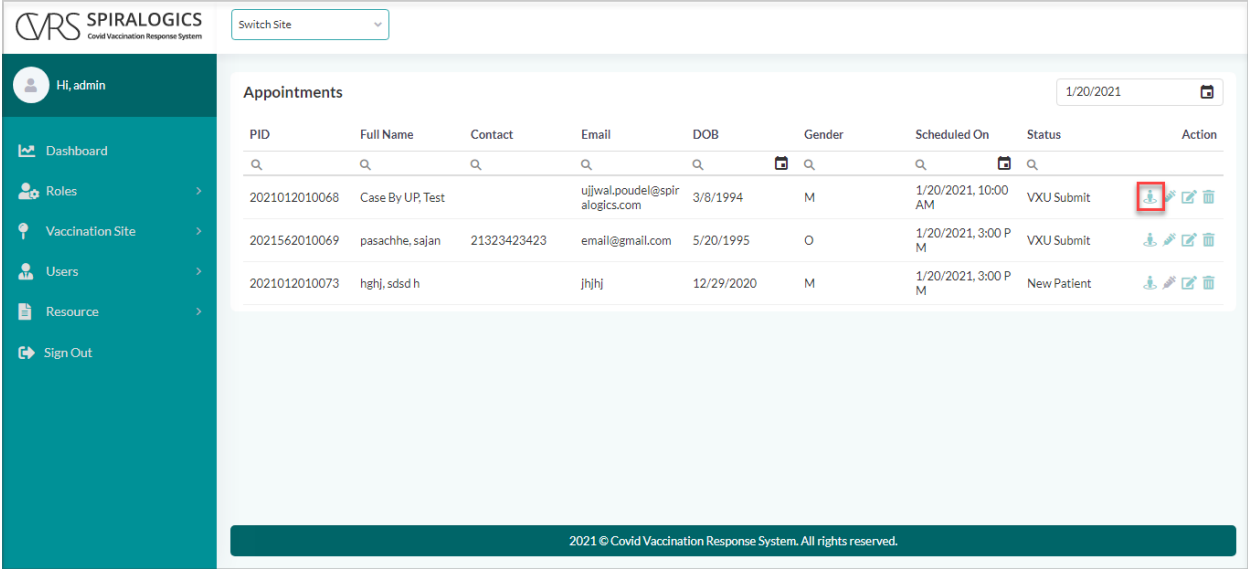 CVRS SPIRALOGICS
Covid Vaccination Response System
Switch Site
Hi, admin
Dashboard
Roles
Vaccination Site
Users
Resource
Sign Out
Appointments
1/20/2021
PID Full Name Contact Email DOB Gender Scheduled On Status Action
2021012010068 Case By UP, Test ujjwal.poudel@spir 3/8/1994 M 1/20/2021, 10:00 VXU Submit
alogics.com AM
2021562010069 pasachhe, sajan 21323423423 email@gmail.com 5/20/1995 O 1/20/2021, 3:00 P VXU Submit
M
2021012010073 hghj, sdsd h jhjhj 12/29/2020 M 1/20/2021, 3:00 P New Patient
M
2021 © Covid Vaccination Response System. All rights reserved.